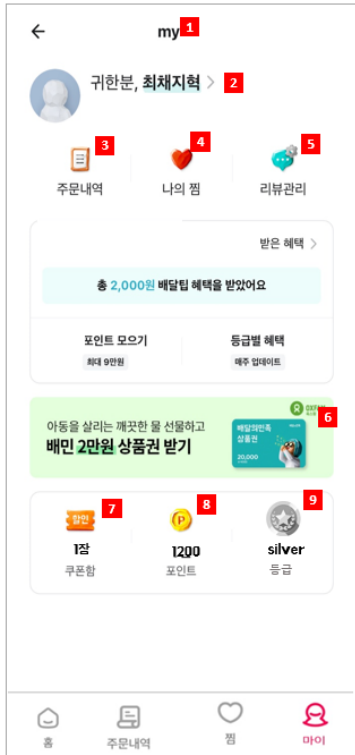 my 1
귀한분, 최채지혁 > 2
3 4 5
주문내역 나의 찜 리뷰관리
받은 혜택 >
총 2,000원 배달팁 혜택을 받았어요
포인트 모으기 등급별 혜택
최대 9만원 매주 업데이트
6
아동을 살리는 깨끗한 물 선물하고
배민 2만원 상품권 받기
배달의민족
상품권
20,000
7 8 9
할인 P
1장 1200 silver
쿠폰함 포인트 등급
홈 주문내역 찜 마이